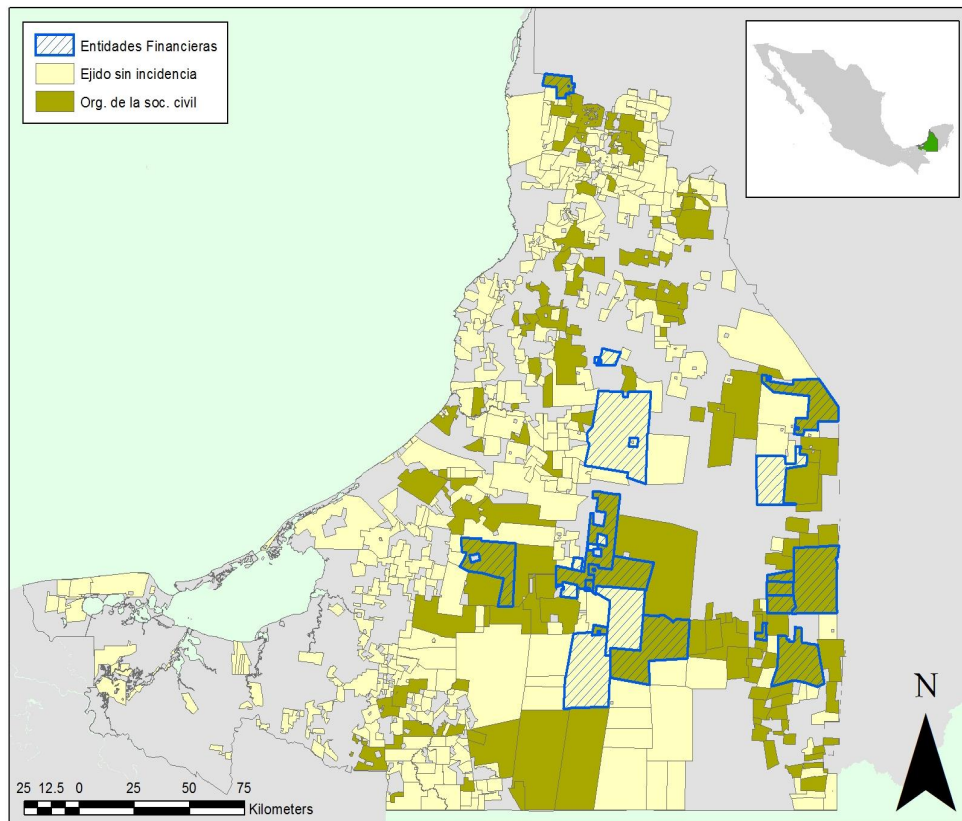 Entidades Financieras
Ejido sin incidencia
Org. de la soc. civil
N
25 12.5 0 25 50 75
Kilometers